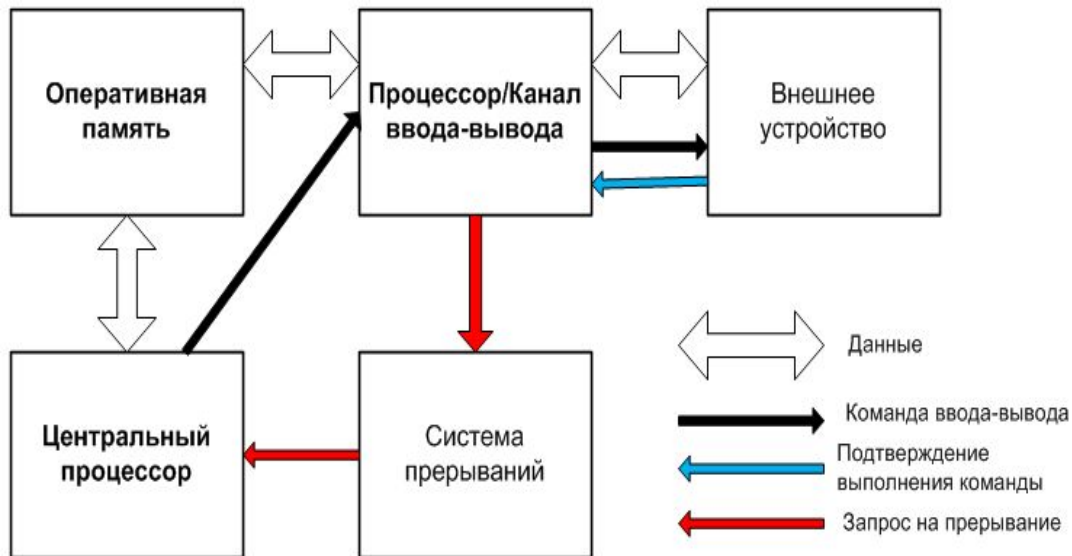 Оперативная
память
Процессор/Канал
ввода-вывода
Внешнее
устройство
Центральный
процессор
Система
прерываний
Данные
Команда ввода-вывода
Подтверждение
выполнения команды
Запрос на прерывание